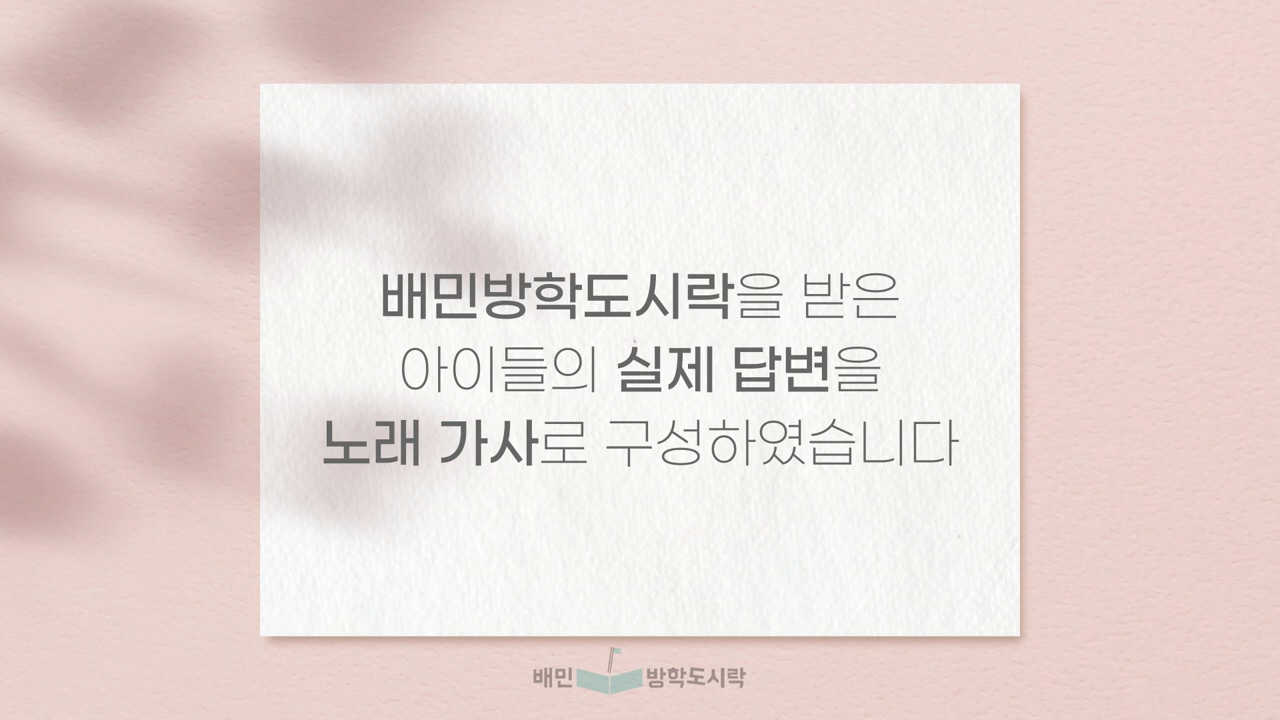 배민방학도시락을 받은
아이들의 실제 답변을
노래 가사로 구성하였습니다
배민 방학도시락